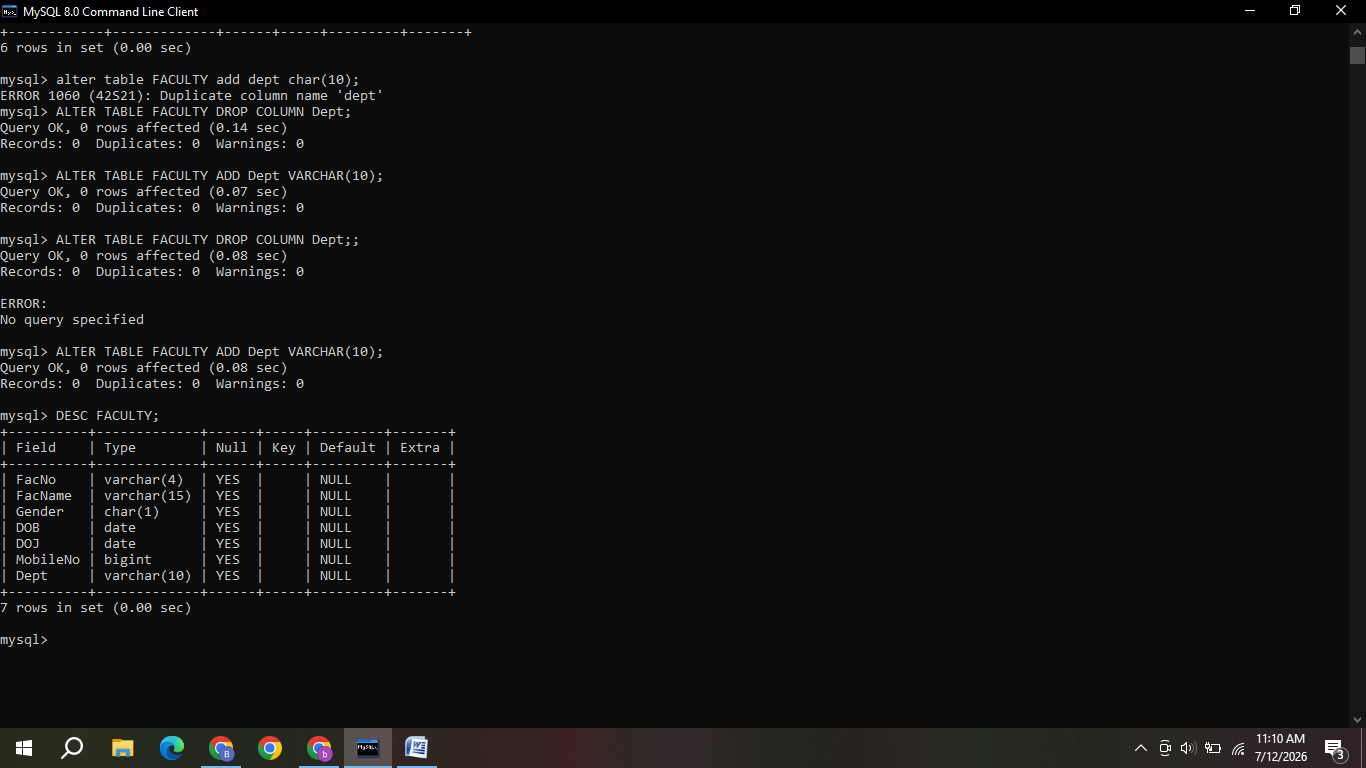 MySQL 8.0 Command Line Client
+------------+-------------+------+-----+---------+-------+
6 rows in set (0.00 sec)
mysql> alter table FACULTY add dept char(10);
ERROR 1060 (42S21): Duplicate column name 'dept'
mysql> ALTER TABLE FACULTY DROP COLUMN Dept;
Query OK, 0 rows affected (0.14 sec)
Records: 0  Duplicates: 0  Warnings: 0
mysql> ALTER TABLE FACULTY ADD Dept VARCHAR(10);
Query OK, 0 rows affected (0.07 sec)
Records: 0  Duplicates: 0  Warnings: 0
mysql> ALTER TABLE FACULTY DROP COLUMN Dept;;
Query OK, 0 rows affected (0.08 sec)
Records: 0  Duplicates: 0  Warnings: 0
ERROR:
No query specified
mysql> ALTER TABLE FACULTY ADD Dept VARCHAR(10);
Query OK, 0 rows affected (0.08 sec)
Records: 0  Duplicates: 0  Warnings: 0
mysql> DESC FACULTY;
+----------+-------------+------+-----+---------+-------+
| Field    | Type        | Null | Key | Default | Extra |
+----------+-------------+------+-----+---------+-------+
| FacNo    | varchar(4)  | YES  |     | NULL    |       |
| FacName  | varchar(15) | YES  |     | NULL    |       |
| Gender   | char(1)     | YES  |     | NULL    |       |
| DOB      | date        | YES  |     | NULL    |       |
| DOJ      | date        | YES  |     | NULL    |       |
| MobileNo | bigint      | YES  |     | NULL    |       |
| Dept     | varchar(10) | YES  |     | NULL    |       |
+----------+-------------+------+-----+---------+-------+
7 rows in set (0.00 sec)
mysql>
B
b
MySQL
W
11:10 AM
7/12/2026
3